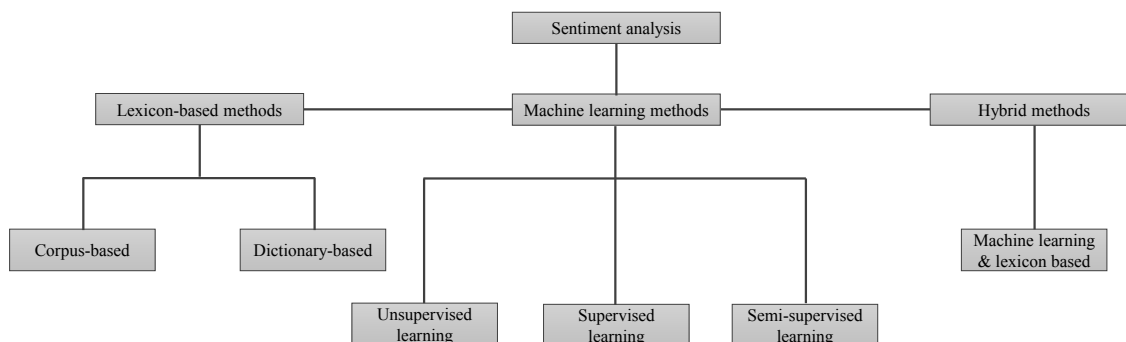 Sentiment analysis
Lexicon-based methods
Machine learning methods
Hybrid methods
Corpus-based
Dictionary-based
Machine learning
& lexicon based
Unsupervised
learning
Supervised
learning
Semi-supervised
learning